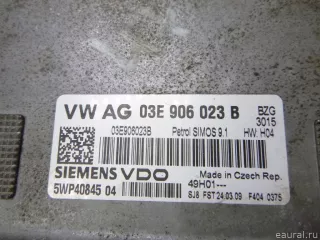 VW AG 03E 906 023 B BZG
3015
03E906023B Petrol SIMOS 9.1 HW: H04
SIEMENS VDO Made in Czech Rep.
5WP40845 04 49H01---
SJ8 FST 24.03.09 F404 0375
eaural.ru